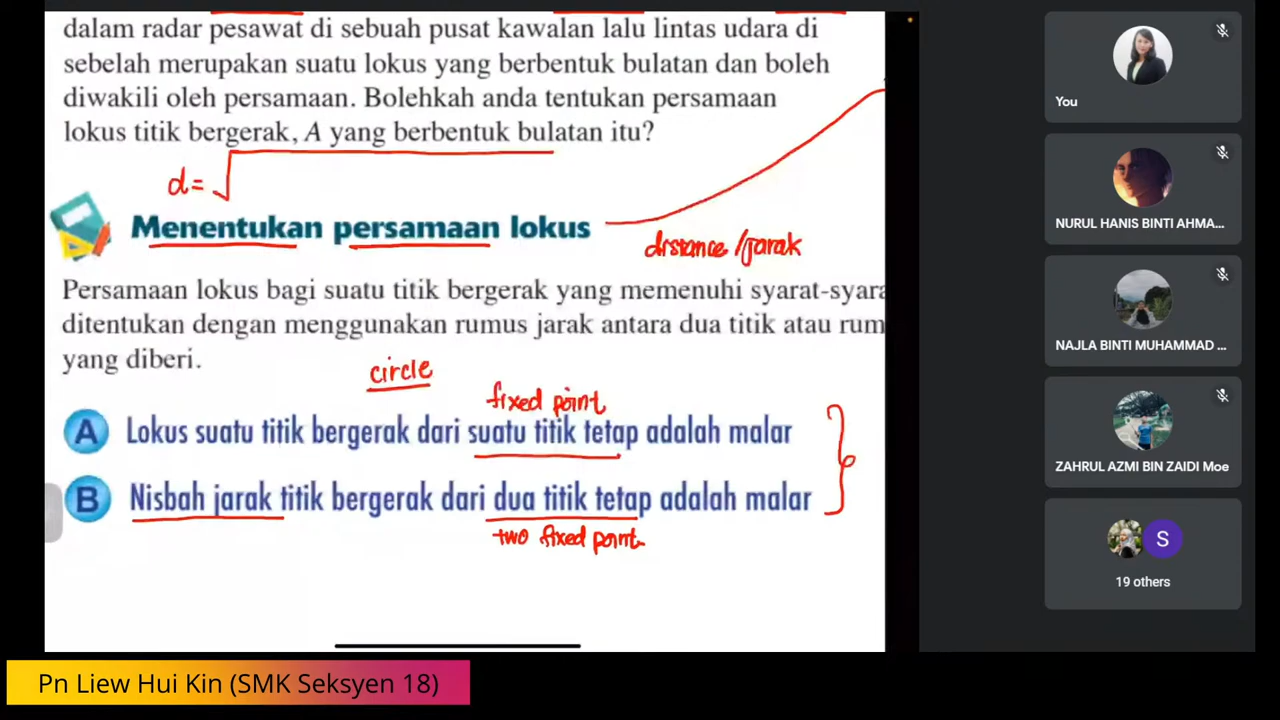 dalam radar pesawat di sebuah pusat kawalan lalu lintas udara di
sebelah merupakan suatu lokus yang berbentuk bulatan dan boleh
diwakili oleh persamaan. Bolehkah anda tentukan persamaan
lokus titik bergerak, A yang berbentuk bulatan itu?
d=√
Menentukan persamaan lokus
distance/jarak
Persamaan lokus bagi suatu titik bergerak yang memenuhi syarat-syara
ditentukan dengan menggunakan rumus jarak antara dua titik atau rum
yang diberi.
circle
fixed point
A Lokus suatu titik bergerak dari suatu titik tetap adalah malar
B Nisbah jarak titik bergerak dari dua titik tetap adalah malar
two fixed point
You
NURUL HANIS BINTI AHMA...
NAJLA BINTI MUHAMMAD ...
ZAHRUL AZMI BIN ZAIDI Moe
S
19 others
Pn Liew Hui Kin (SMK Seksyen 18)